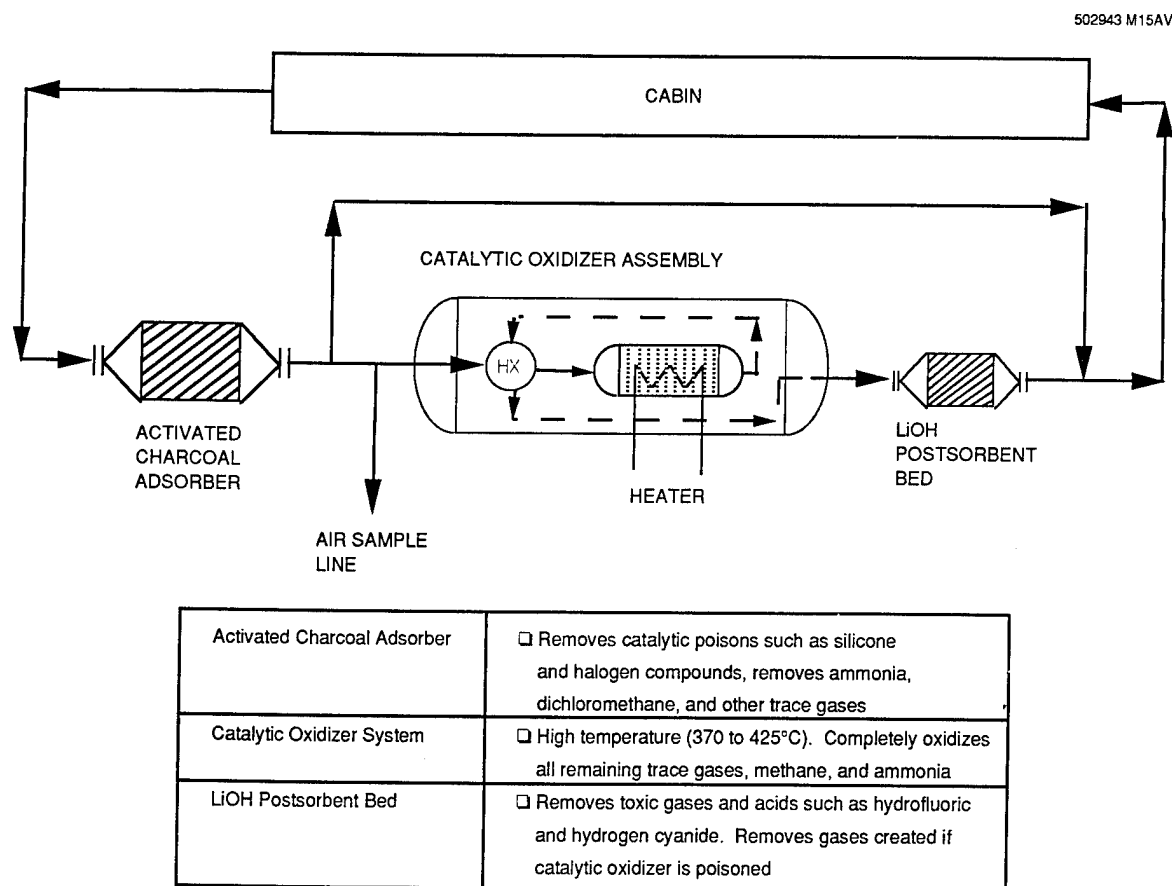 502943 M15AV
CABIN
CATALYTIC OXIDIZER ASSEMBLY
HX
ACTIVATED
CHARCOAL
ADSORBER
HEATER
LiOH
POSTSORBENT
BED
AIR SAMPLE
LINE
Activated Charcoal Adsorber
❑ Removes catalytic poisons such as silicone
and halogen compounds, removes ammonia,
dichloromethane, and other trace gases
Catalytic Oxidizer System
❑ High temperature (370 to 425°C). Completely oxidizes
all remaining trace gases, methane, and ammonia
LiOH Postsorbent Bed
❑ Removes toxic gases and acids such as hydrofluoric
and hydrogen cyanide. Removes gases created if
catalytic oxidizer is poisoned